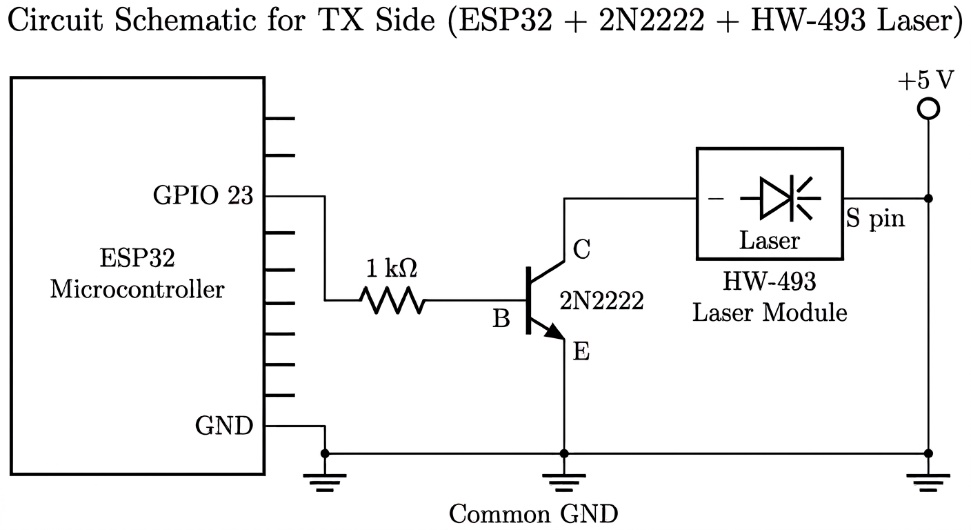 Circuit Schematic for TX Side (ESP32 + 2N2222 + HW-493 Laser)
+5 V
GPIO 23
ESP32
Microcontroller
GND
1 kΩ
B
C
2N2222
E
−
Laser
S pin
HW-493
Laser Module
Common GND